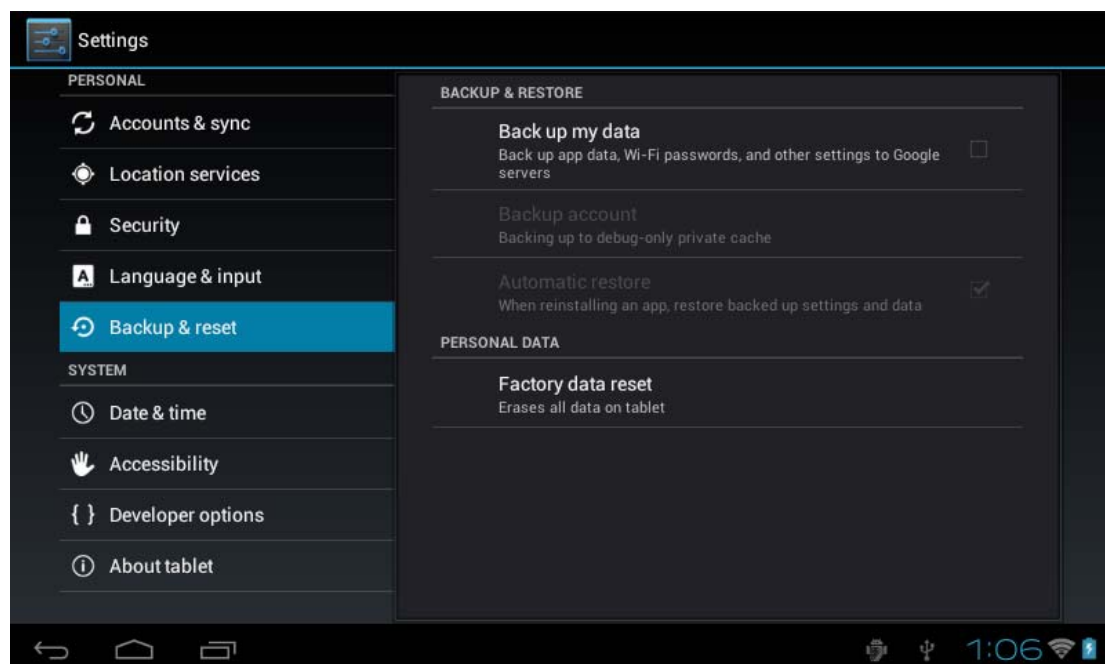 Settings
PERSONAL
Accounts & sync
Location services
Security
Language & input
Backup & reset
SYSTEM
Date & time
Accessibility
{ } Developer options
About tablet
BACKUP & RESTORE
Back up my data
Back up app data, Wi-Fi passwords, and other settings to Google
servers
Backup account
Backing up to debug-only private cache
Automatic restore
When reinstalling an app, restore backed up settings and data
PERSONAL DATA
Factory data reset
Erases all data on tablet
1:06